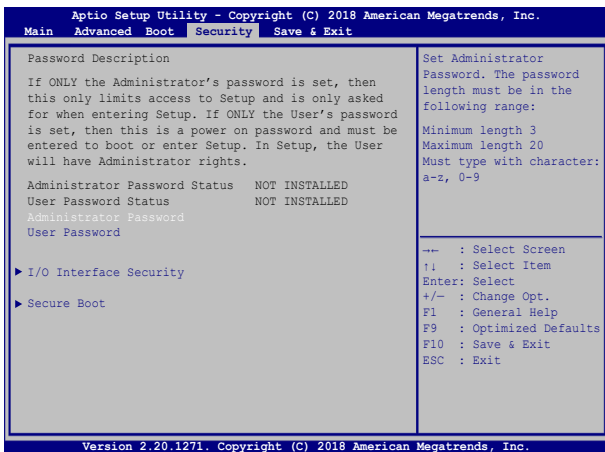 Aptio Setup Utility - Copyright (C) 2018 American Megatrends, Inc.
Main Advanced Boot Security Save & Exit
Password Description
If ONLY the Administrator's password is set, then
this only limits access to Setup and is only asked
for when entering Setup. If ONLY the User's password
is set, then this is a power on password and must be
entered to boot or enter Setup. In Setup, the User
will have Administrator rights.
Administrator Password Status NOT INSTALLED
User Password Status NOT INSTALLED
Administrator Password
User Password
I/O Interface Security
Secure Boot
Set Administrator
Password. The password
length must be in the
following range:
Minimum length 3
Maximum length 20
Must type with character:
a-z, 0-9
→← : Select Screen
↑↓ : Select Item
Enter: Select
+/— : Change Opt.
F1 : General Help
F9 : Optimized Defaults
F10 : Save & Exit
ESC : Exit
Version 2.20.1271. Copyright (C) 2018 American Megatrends, Inc.